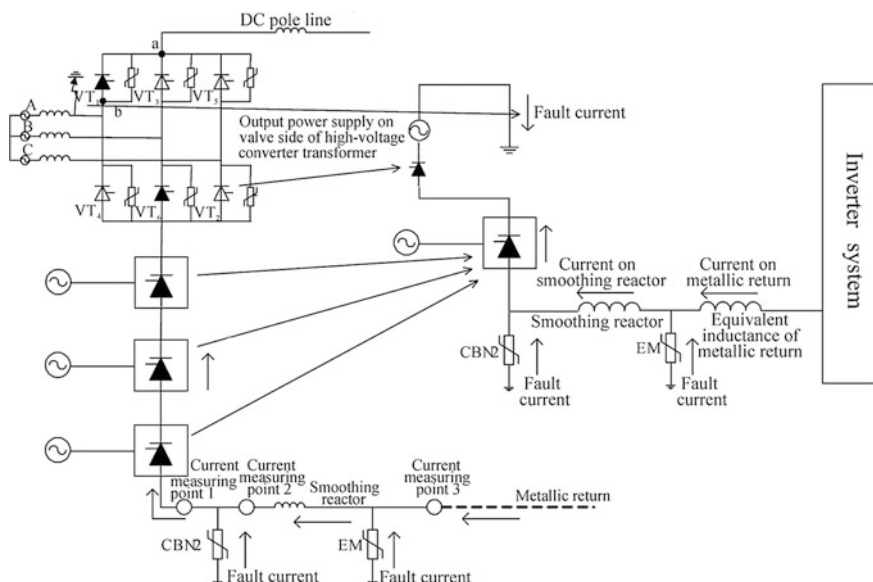 DC pole line
a
VT₁
VT₃
VT₅
A
b
B
C
VT₄
VT₆
VT₂
Output power supply on
valve side of high-voltage
converter transformer
Fault current
Inverter system
Current on
smoothing reactor
Current on
metallic return
Smoothing reactor
Equivalent
inductance of
metallic return
CBN2
EM
Fault
current
Fault
current
Current
measuring
point 1
Current
measuring
point 2
Smoothing
reactor
Current
measuring
point 3
Metallic return
CBN2
EM
Fault current
Fault current